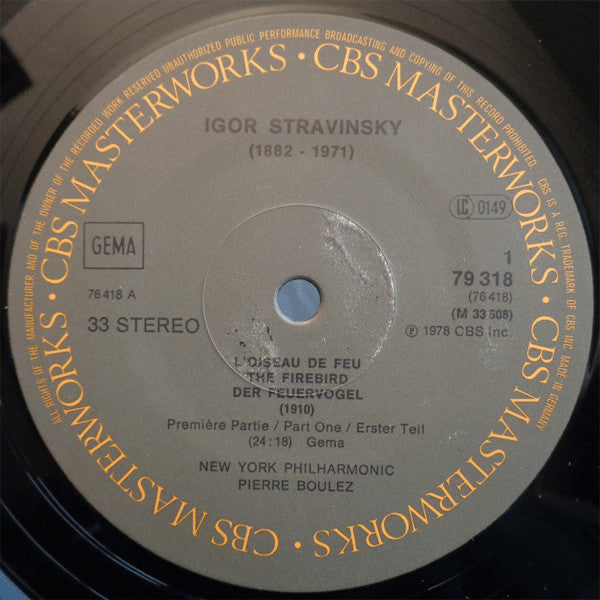 ALL RIGHTS OF THE MANUFACTURER AND OF THE OWNER OF THE RECORDED WORK RESERVED UNAUTHORIZED PUBLIC PERFORMANCE BROADCASTING AND COPYING OF THIS RECORD PROHIBITED. CBS IS A REG. TRADEMARK OF CBS INC. MADE IN GERMANY
CBS MASTERWORKS • CBS MASTERWORKS • CBS MASTERWORKS • CBS MASTERWORKS •
IGOR STRAVINSKY
(1882 - 1971)
LC 0149
GEMA
1
79 318
76 418 A
(76 418)
(M 33 508)
33 STEREO
℗ 1978 CBS Inc.
L'OISEAU DE FEU
THE FIREBIRD
DER FEUERVOGEL
(1910)
Première Partie / Part One / Erster Teil
(24:18) Gema
NEW YORK PHILHARMONIC
PIERRE BOULEZ